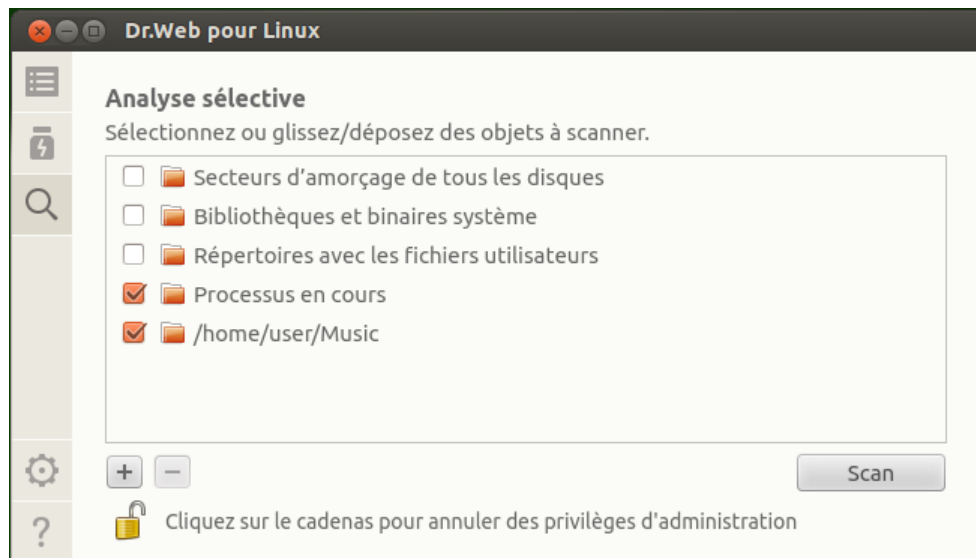 Dr.Web pour Linux
Analyse sélective
Sélectionnez ou glissez/déposez des objets à scanner.
Secteurs d’amorçage de tous les disques
Bibliothèques et binaires système
Répertoires avec les fichiers utilisateurs
Processus en cours
/home/user/Music
Scan
Cliquez sur le cadenas pour annuler des privilèges d'administration